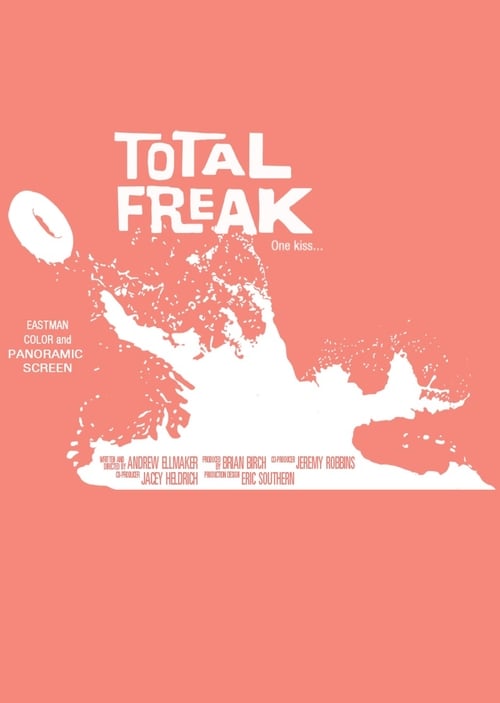 TOTAL
FREAK
One kiss...
EASTMAN
COLOR and
PANORAMIC
SCREEN
WRITTEN AND DIRECTED BY ANDREW ELLMAKER PRODUCED BY BRIAN BIRCH CO-PRODUCER JEREMY ROBBINS
CO-PRODUCER JACEY HELDRICH PRODUCTION DESIGN ERIC SOUTHERN